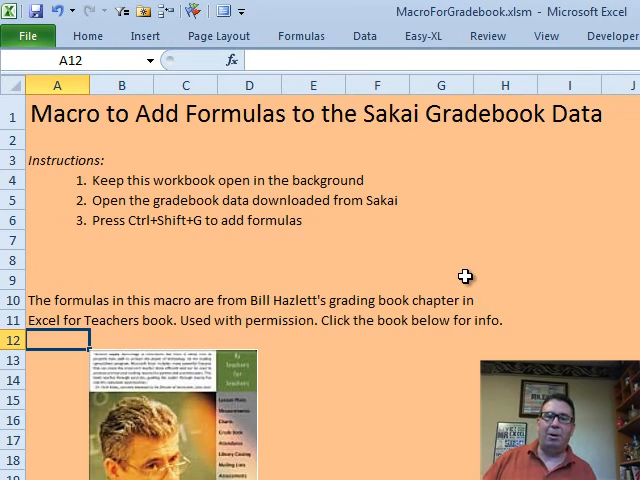 MacroForGradebook.xlsm - Microsoft Excel
File Home Insert Page Layout Formulas Data Easy-XL Review View Developer
A12 fx
A B C D E F G H I J
1 Macro to Add Formulas to the Sakai Gradebook Data
2
3 Instructions:
4 1. Keep this workbook open in the background
5 2. Open the gradebook data downloaded from Sakai
6 3. Press Ctrl+Shift+G to add formulas
7
8
9
10 The formulas in this macro are from Bill Hazlett's grading book chapter in
11 Excel for Teachers book. Used with permission. Click the book below for info.
12
13
14
15
16
17
18
by
teachers
for
teachers
Lesson Plans
Measurements
Charts
Grade Book
Attendance
Library Catalog
Mailing Lists
Assessments